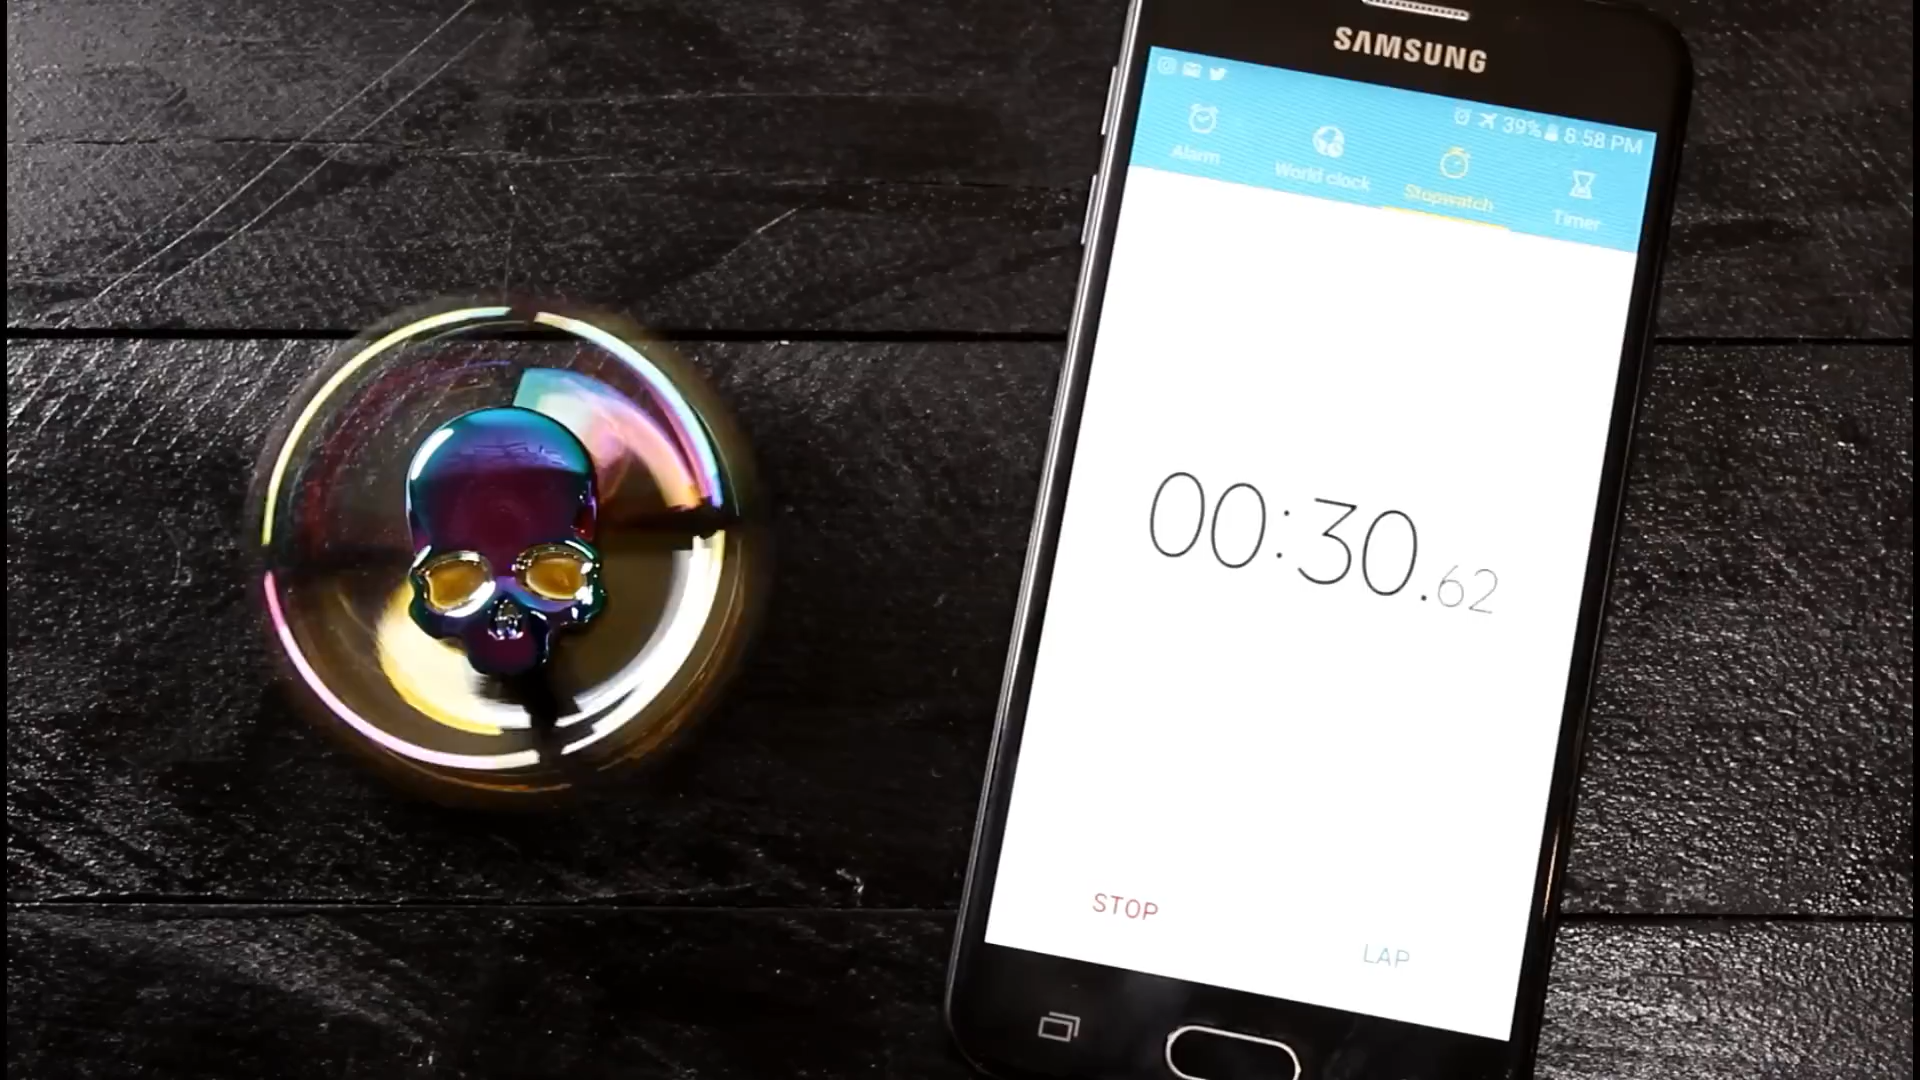 SAMSUNG
39% 8:58 PM
Alarm
World clock
Stopwatch
Timer
00:30.62
STOP
LAP